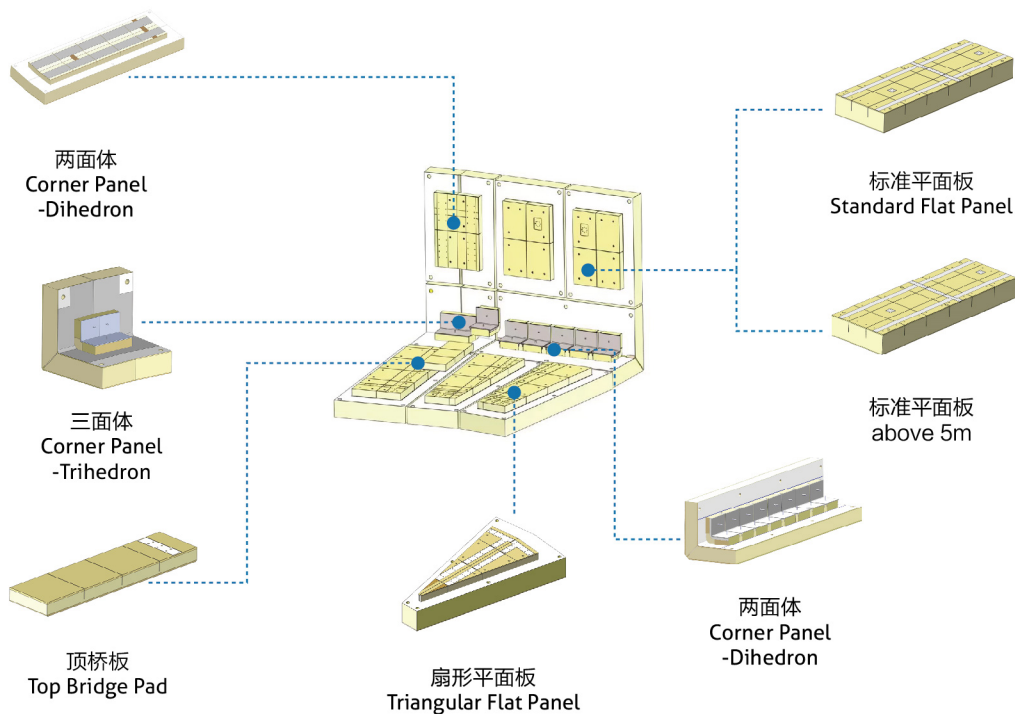 两面体
Corner Panel
-Dihedron
标准平面板
Standard Flat Panel
三面体
Corner Panel
-Trihedron
标准平面板
above 5m
顶桥板
Top Bridge Pad
扇形平面板
Triangular Flat Panel
两面体
Corner Panel
-Dihedron